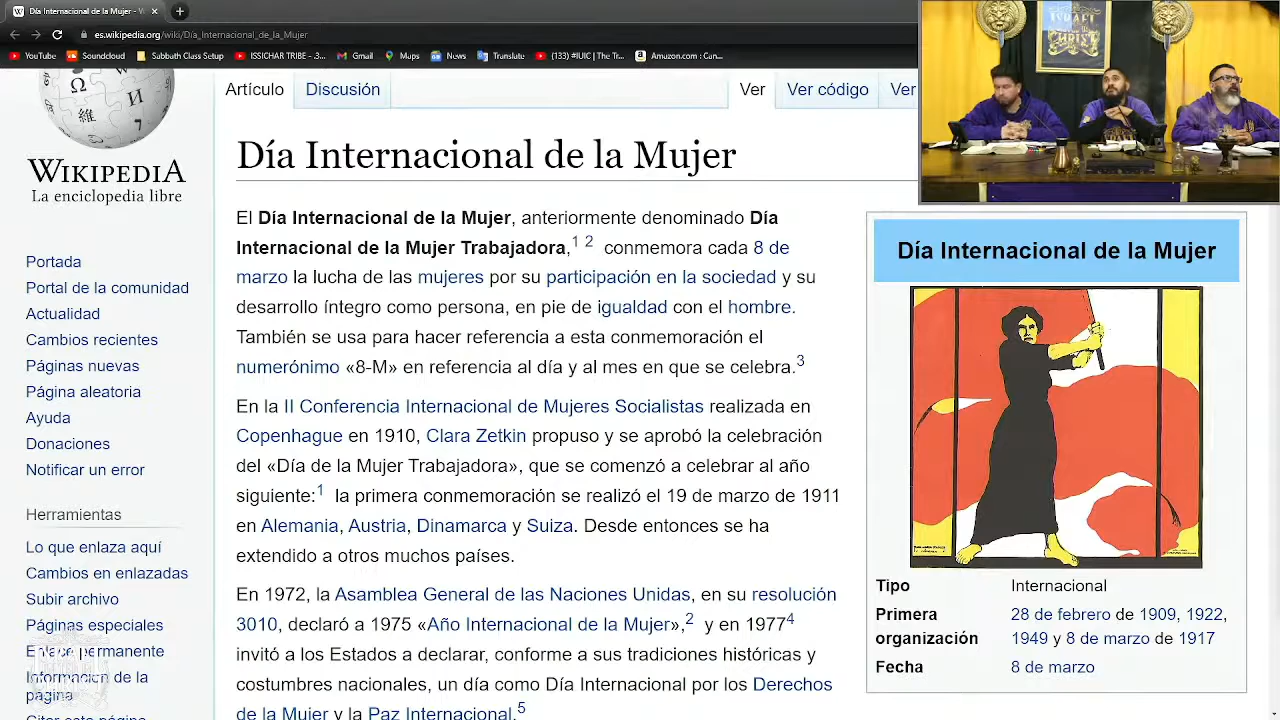 Día Internacional de la Mujer - W
es.wikipedia.org/wiki/Día_Internacional_de_la_Mujer
YouTube
Soundcloud
Sabbath Class Setup
ISSICHAR TRIBE - .3...
Gmail
Maps
News
Translate
(133) #IUIC | The Tr...
Amazon.com : Cun...
ISRAEL
CHRIST
WIKIPEDIA
La enciclopedia libre
Portada
Portal de la comunidad
Actualidad
Cambios recientes
Páginas nuevas
Página aleatoria
Ayuda
Donaciones
Notificar un error
Herramientas
Lo que enlaza aquí
Cambios en enlazadas
Subir archivo
Páginas especiales
Enlace permanente
Información de la
página
Citar esta página
Artículo
Discusión
Ver
Ver código
Ver
Día Internacional de la Mujer
El Día Internacional de la Mujer, anteriormente denominado Día
Internacional de la Mujer Trabajadora,1 2 conmemora cada 8 de
marzo la lucha de las mujeres por su participación en la sociedad y su
desarrollo íntegro como persona, en pie de igualdad con el hombre.
También se usa para hacer referencia a esta conmemoración el
numerónimo «8-M» en referencia al día y al mes en que se celebra.3
En la II Conferencia Internacional de Mujeres Socialistas realizada en
Copenhague en 1910, Clara Zetkin propuso y se aprobó la celebración
del «Día de la Mujer Trabajadora», que se comenzó a celebrar al año
siguiente:1 la primera conmemoración se realizó el 19 de marzo de 1911
en Alemania, Austria, Dinamarca y Suiza. Desde entonces se ha
extendido a otros muchos países.
En 1972, la Asamblea General de las Naciones Unidas, en su resolución
3010, declaró a 1975 «Año Internacional de la Mujer»,2 y en 19774
invitó a los Estados a declarar, conforme a sus tradiciones históricas y
costumbres nacionales, un día como Día Internacional por los Derechos
de la Mujer y la Paz Internacional.5
Día Internacional de la Mujer
Tipo Internacional
Primera 28 de febrero de 1909, 1922,
organización 1949 y 8 de marzo de 1917
Fecha 8 de marzo